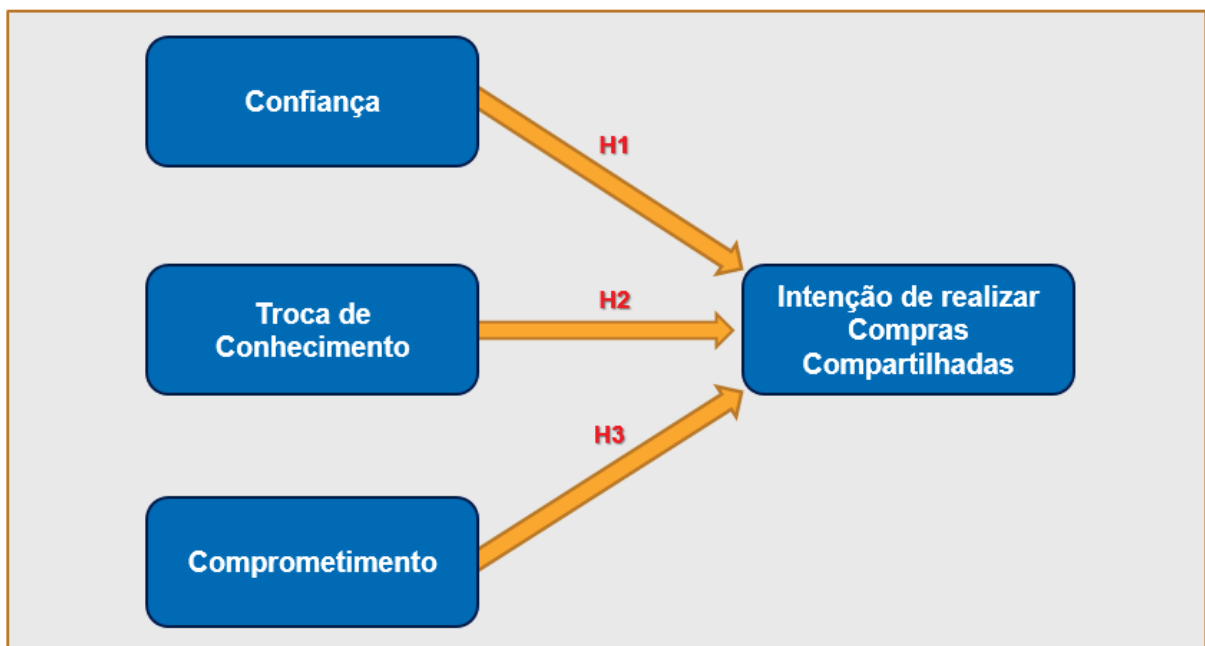 Confiança
H1
Troca de
Conhecimento
H2
Intenção de realizar
Compras
Compartilhadas
H3
Comprometimento